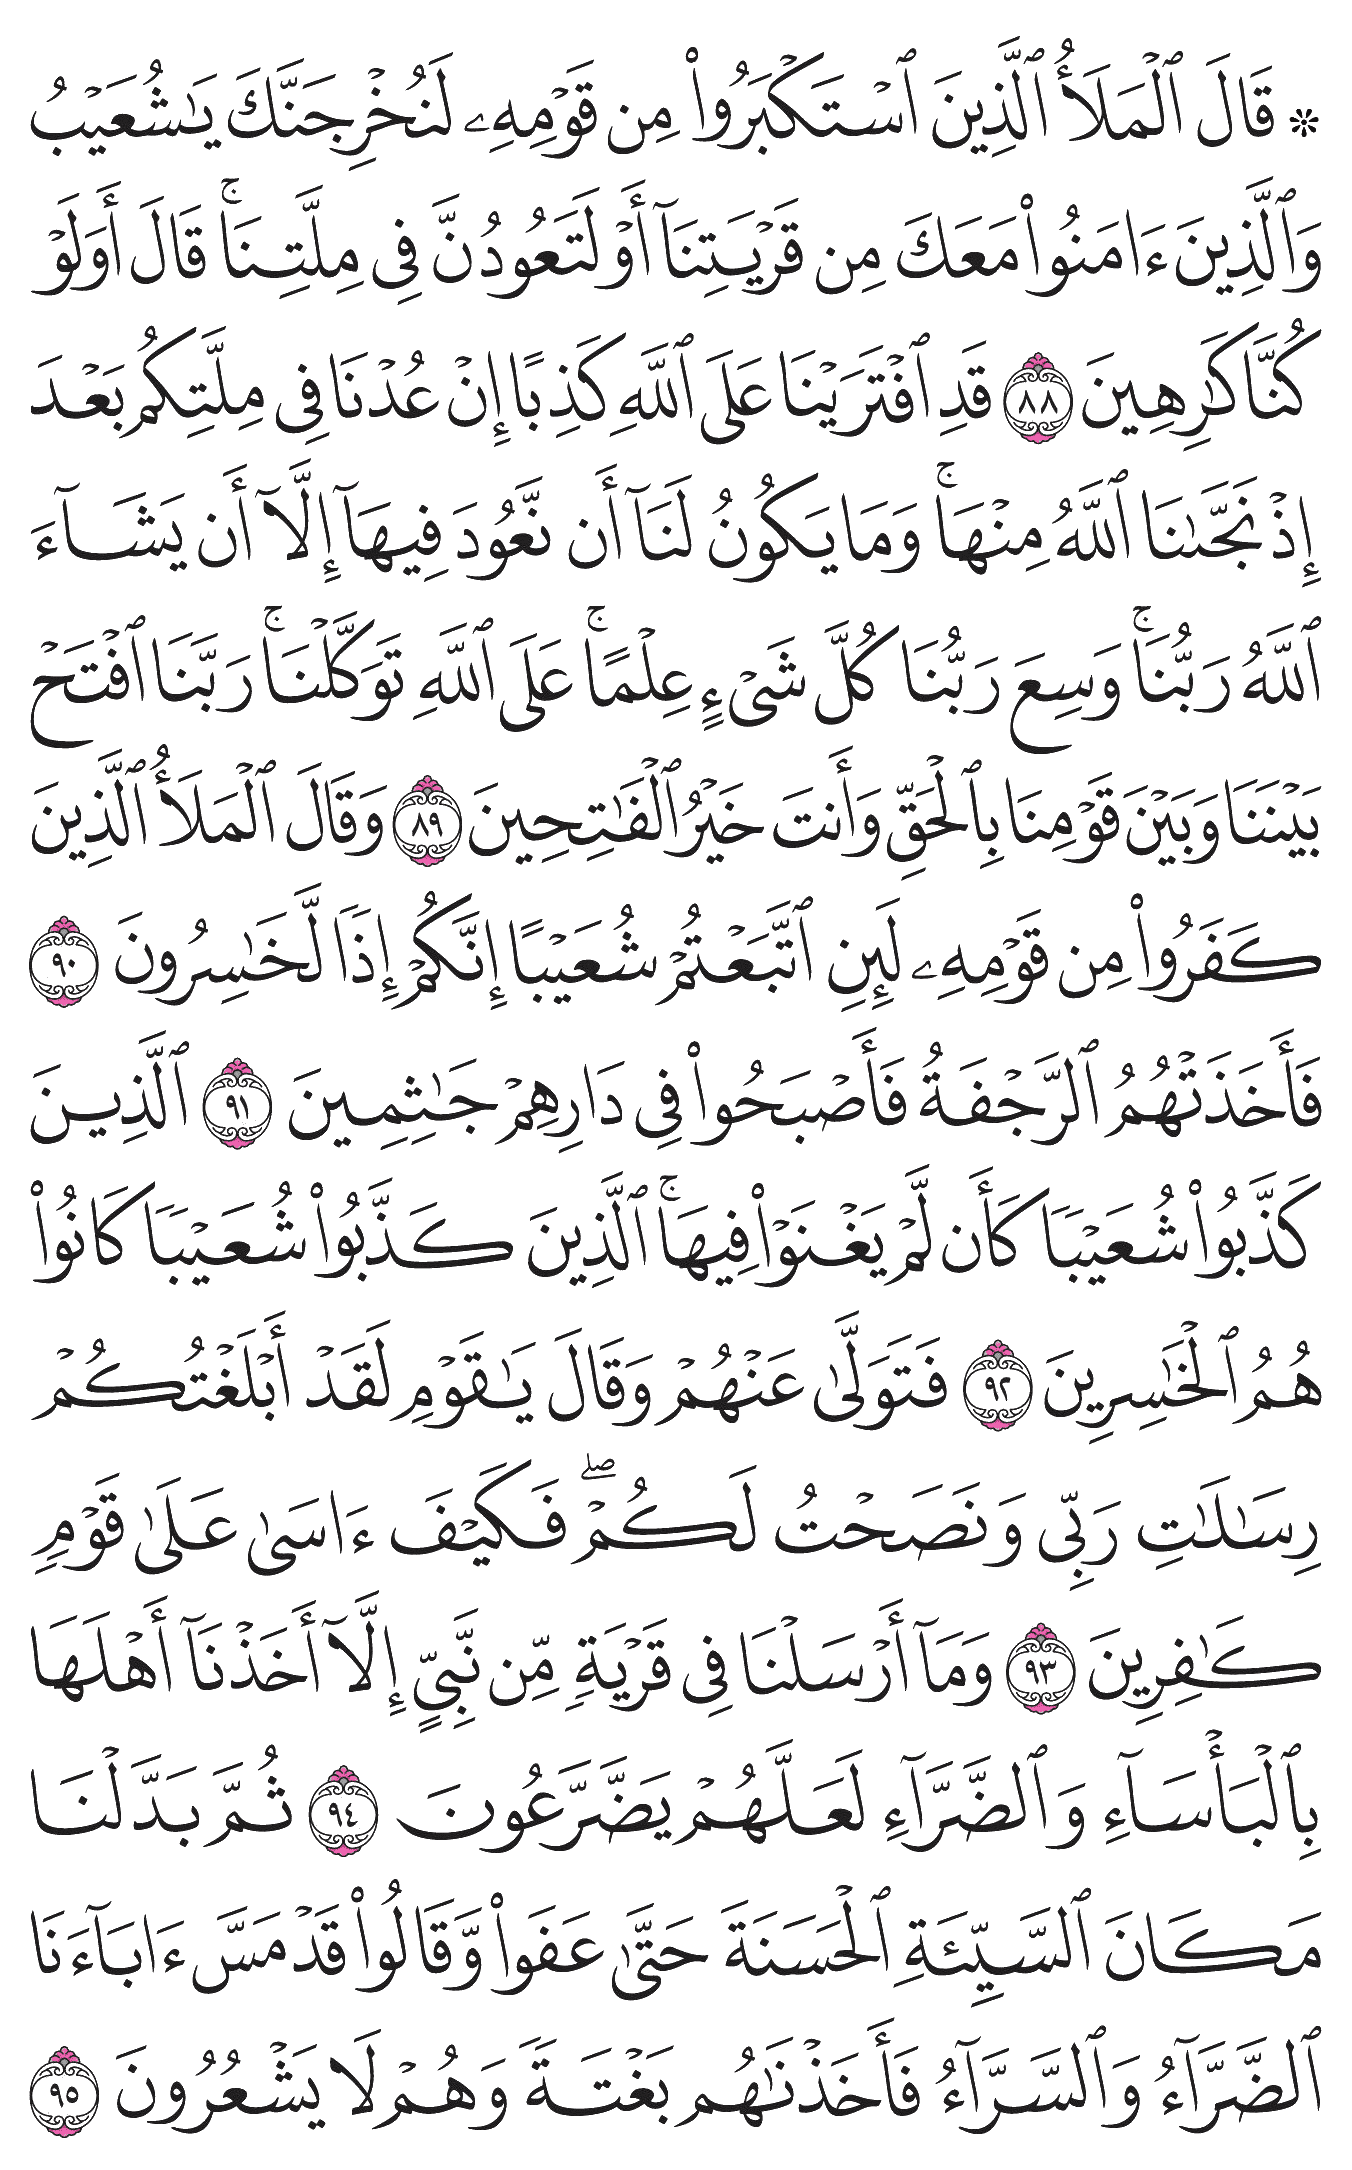 ۞ قَالَ ٱلْمَلَأُ ٱلَّذِينَ ٱسْتَكْبَرُوا۟ مِن قَوْمِهِۦ لَنُخْرِجَنَّكَ يَـٰشُعَيْبُ
وَٱلَّذِينَ ءَامَنُوا۟ مَعَكَ مِن قَرْيَتِنَآ أَوْ لَتَعُودُنَّ فِى مِلَّتِنَا ۚ قَالَ أَوَلَوْ
كُنَّا كَـٰرِهِينَ ٨٨ قَدِ ٱفْتَرَيْنَا عَلَى ٱللَّهِ كَذِبًا إِنْ عُدْنَا فِى مِلَّتِكُم بَعْدَ
إِذْ نَجَّىٰنَا ٱللَّهُ مِنْهَا ۚ وَمَا يَكُونُ لَنَآ أَن نَّعُودَ فِيهَآ إِلَّآ أَن يَشَآءَ
ٱللَّهُ رَبُّنَا ۚ وَسِعَ رَبُّنَا كُلَّ شَىْءٍ عِلْمًا ۚ عَلَى ٱللَّهِ تَوَكَّلْنَا ۚ رَبَّنَا ٱفْتَحْ
بَيْنَنَا وَبَيْنَ قَوْمِنَا بِٱلْحَقِّ وَأَنتَ خَيْرُ ٱلْفَـٰتِحِينَ ٨٩ وَقَالَ ٱلْمَلَأُ ٱلَّذِينَ
كَفَرُوا۟ مِن قَوْمِهِۦ لَئِنِ ٱتَّبَعْتُمْ شُعَيْبًا إِنَّكُمْ إِذًا لَّخَـٰسِرُونَ ٩٠
فَأَخَذَتْهُمُ ٱلرَّجْفَةُ فَأَصْبَحُوا۟ فِى دَارِهِمْ جَـٰثِمِينَ ٩١ ٱلَّذِينَ
كَذَّبُوا۟ شُعَيْبًا كَأَن لَّمْ يَغْنَوْا۟ فِيهَا ۚ ٱلَّذِينَ كَذَّبُوا۟ شُعَيْبًا كَانُوا۟
هُمُ ٱلْخَـٰسِرِينَ ٩٢ فَتَوَلَّىٰ عَنْهُمْ وَقَالَ يَـٰقَوْمِ لَقَدْ أَبْلَغْتُكُمْ
رِسَـٰلَـٰتِ رَبِّى وَنَصَحْتُ لَكُمْ ۖ فَكَيْفَ ءَاسَىٰ عَلَىٰ قَوْمٍ
كَـٰفِرِينَ ٩٣ وَمَآ أَرْسَلْنَا فِى قَرْيَةٍ مِّن نَّبِىٍّ إِلَّآ أَخَذْنَآ أَهْلَهَا
بِٱلْبَأْسَآءِ وَٱلضَّرَّآءِ لَعَلَّهُمْ يَضَّرَّعُونَ ٩٤ ثُمَّ بَدَّلْنَا
مَكَانَ ٱلسَّيِّئَةِ ٱلْحَسَنَةَ حَتَّىٰ عَفَوا۟ وَّقَالُوا۟ قَدْ مَسَّ ءَابَآءَنَا
ٱلضَّرَّآءُ وَٱلسَّرَّآءُ فَأَخَذْنَـٰهُم بَغْتَةً وَهُمْ لَا يَشْعُرُونَ ٩٥